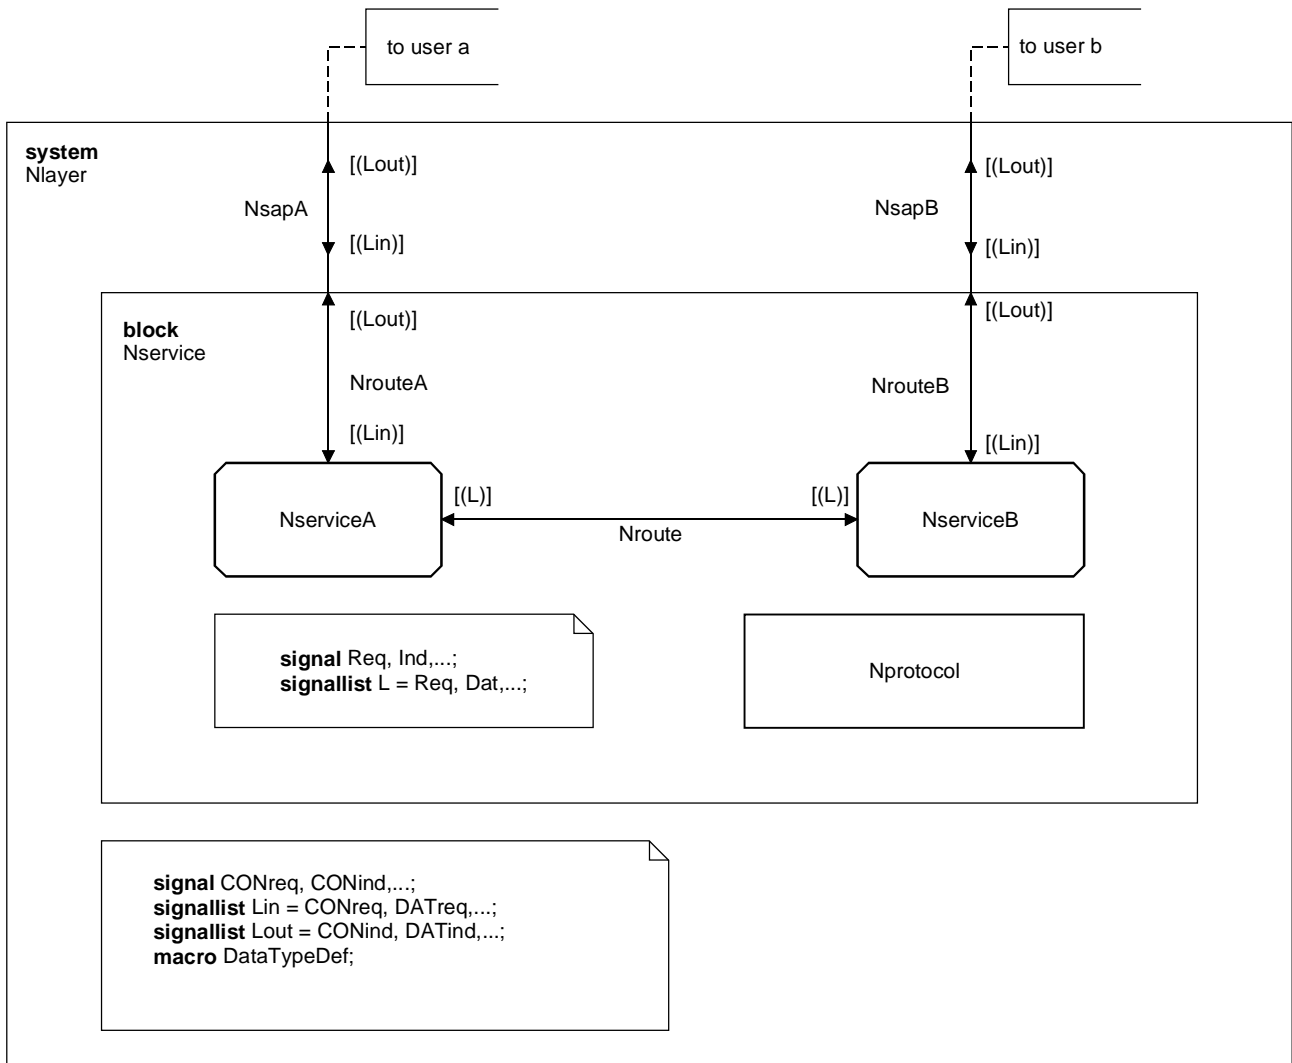 to user a
to user b
system
Nlayer
[(Lout)]
[(Lout)]
NsapA
NsapB
[(Lin)]
[(Lin)]
block
Nservice
[(Lout)]
[(Lout)]
NrouteA
NrouteB
[(Lin)]
[(Lin)]
[(L)]
[(L)]
NserviceA
Nroute
NserviceB
signal Req, Ind,...;
signallist L = Req, Dat,...;
Nprotocol
signal CONreq, CONind,...;
signallist Lin = CONreq, DATreq,...;
signallist Lout = CONind, DATind,...;
macro DataTypeDef;